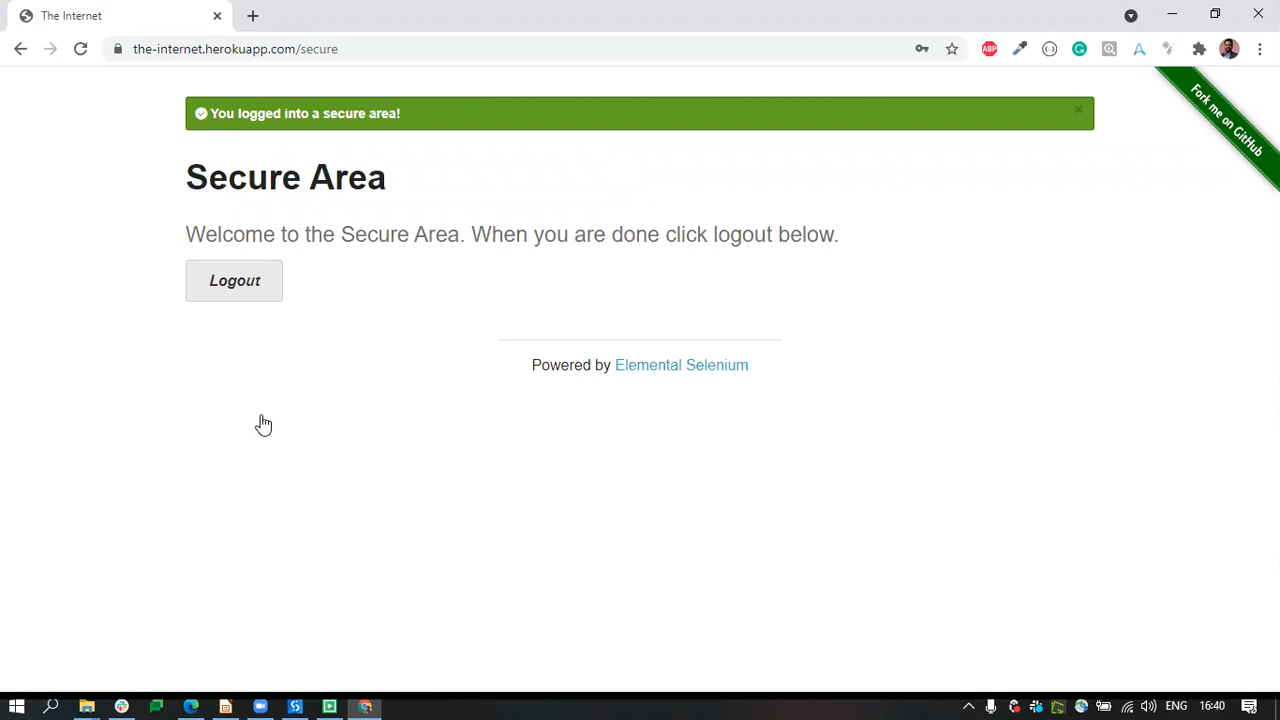 The Internet
the-internet.herokuapp.com/secure
ABP
Fork me on GitHub
You logged into a secure area!
Secure Area
Welcome to the Secure Area. When you are done click logout below.
Logout
Powered by Elemental Selenium
ENG
16:40